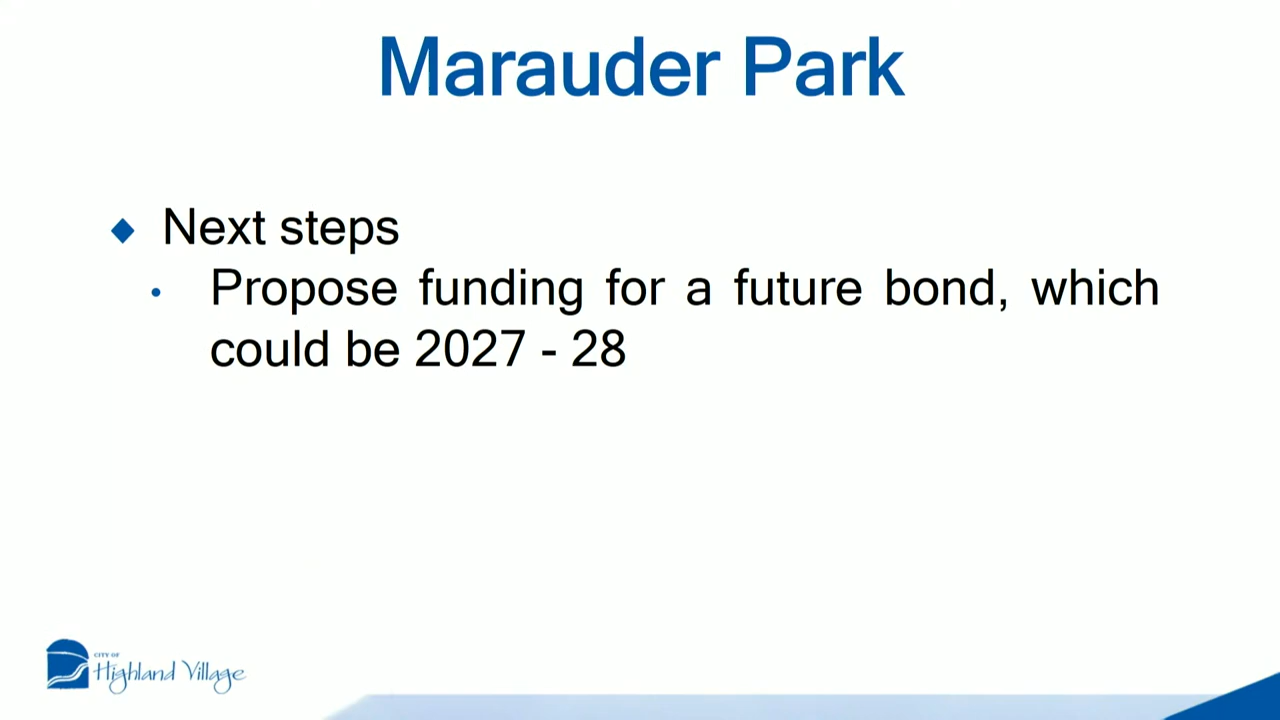 Marauder Park
Next steps
Propose funding for a future bond, which
could be 2027 - 28
CITY OF
Highland Village